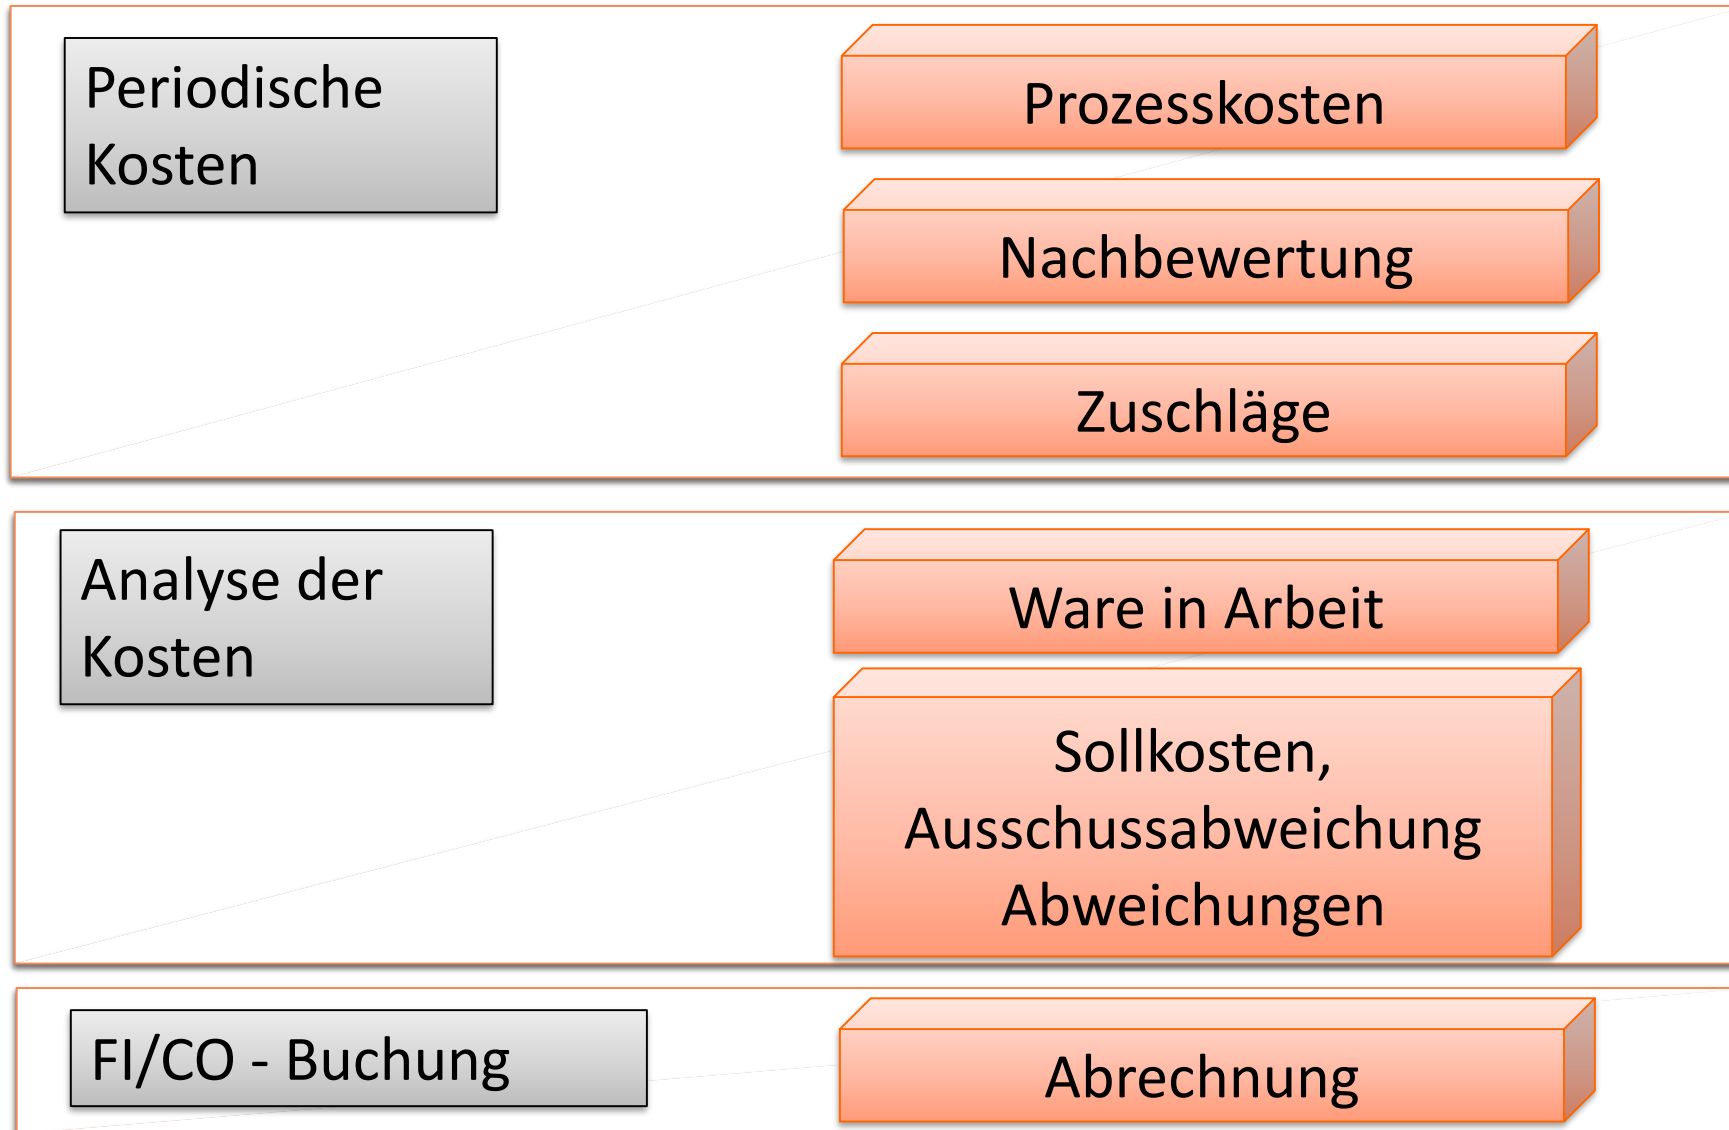 Periodische
Kosten
Prozesskosten
Nachbewertung
Zuschläge
Analyse der
Kosten
Ware in Arbeit
Sollkosten,
Ausschussabweichung
Abweichungen
FI/CO - Buchung
Abrechnung